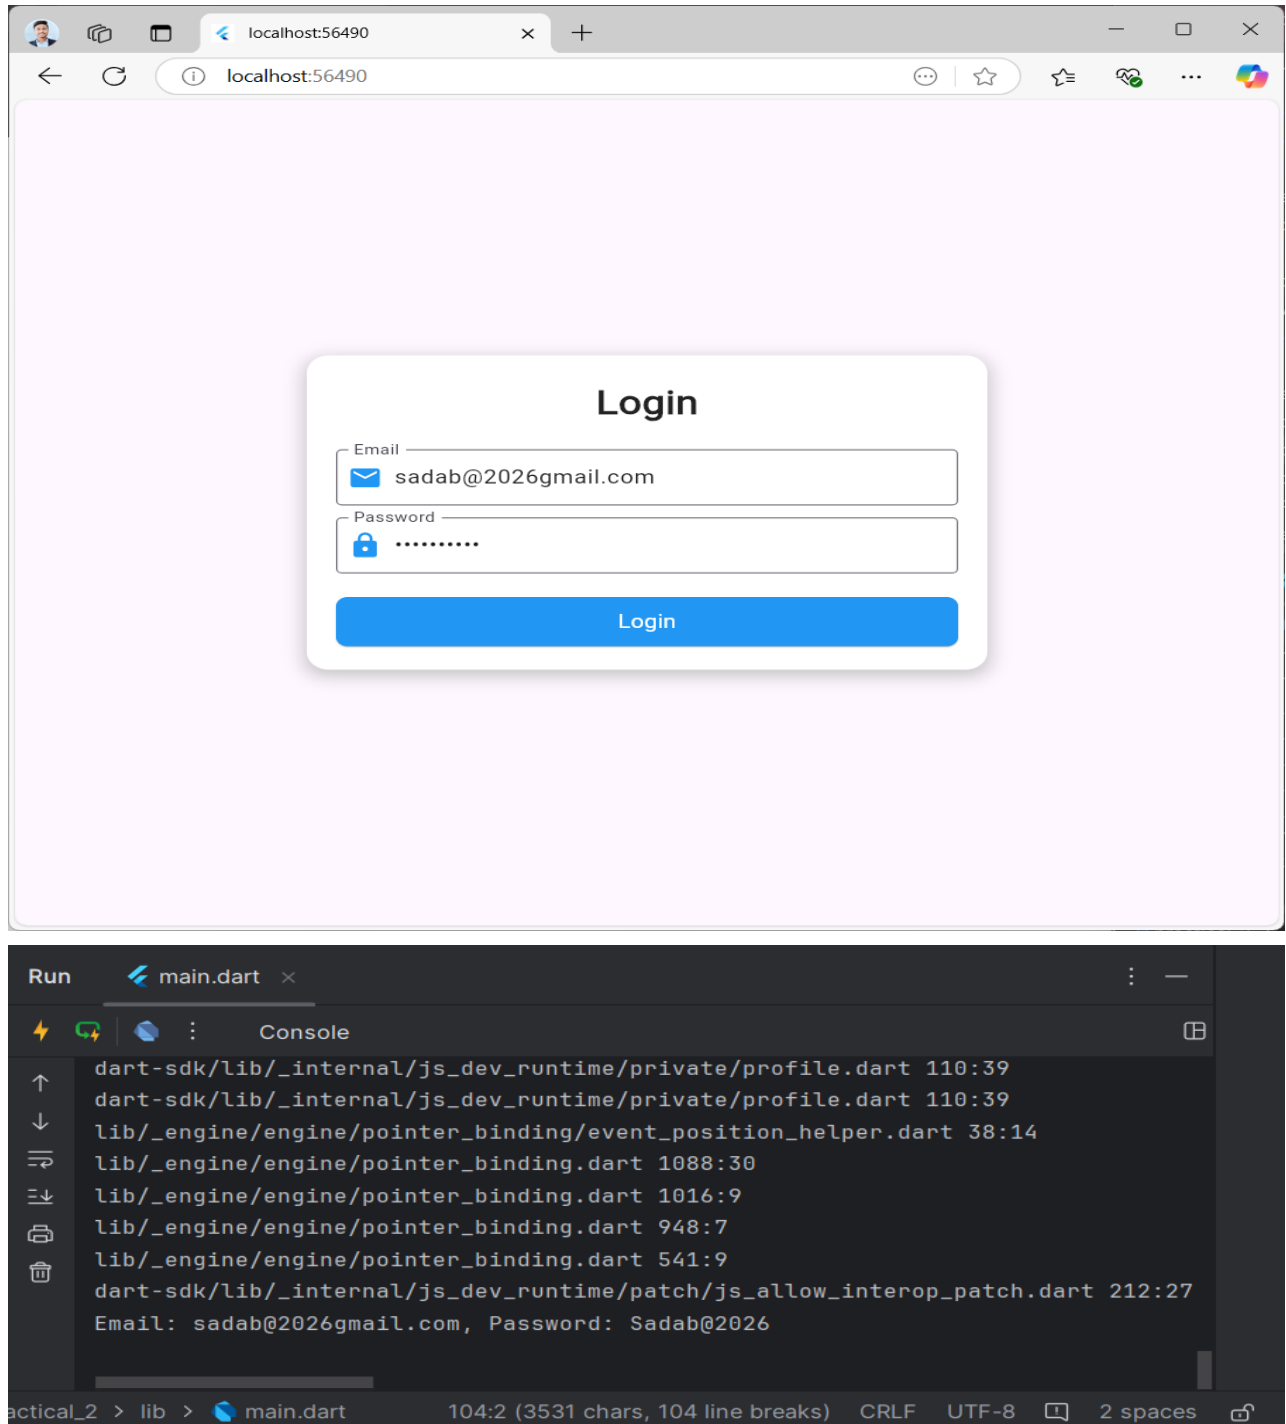 localhost:56490
localhost:56490
Login
Email
sadab@2026gmail.com
Password
Login
Run main.dart
Console
dart-sdk/lib/_internal/js_dev_runtime/private/profile.dart 110:39
dart-sdk/lib/_internal/js_dev_runtime/private/profile.dart 110:39
lib/_engine/engine/pointer_binding/event_position_helper.dart 38:14
lib/_engine/engine/pointer_binding.dart 1088:30
lib/_engine/engine/pointer_binding.dart 1016:9
lib/_engine/engine/pointer_binding.dart 948:7
lib/_engine/engine/pointer_binding.dart 541:9
dart-sdk/lib/_internal/js_dev_runtime/patch/js_allow_interop_patch.dart 212:27
Email: sadab@2026gmail.com, Password: Sadab@2026
actical_2 > lib > main.dart 104:2 (3531 chars, 104 line breaks) CRLF UTF-8 2 spaces